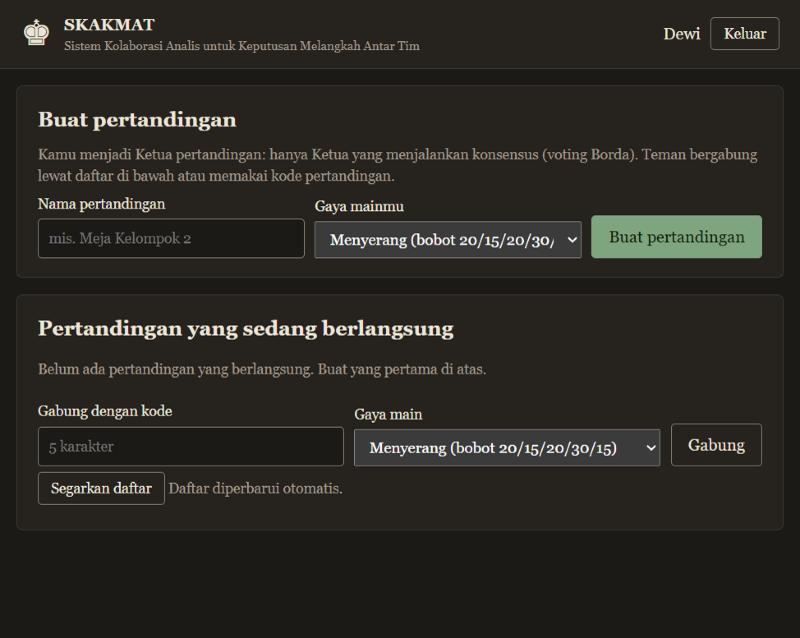 SKAKMAT
Sistem Kolaborasi Analis untuk Keputusan Melangkah Antar Tim
Dewi
Keluar
Buat pertandingan
Kamu menjadi Ketua pertandingan: hanya Ketua yang menjalankan konsensus (voting Borda). Teman bergabung
lewat daftar di bawah atau memakai kode pertandingan.
Nama pertandingan
Gaya mainmu
mis. Meja Kelompok 2
Menyerang (bobot 20/15/20/30/
Buat pertandingan
Pertandingan yang sedang berlangsung
Belum ada pertandingan yang berlangsung. Buat yang pertama di atas.
Gabung dengan kode
Gaya main
5 karakter
Menyerang (bobot 20/15/20/30/15)
Gabung
Segarkan daftar
Daftar diperbarui otomatis.